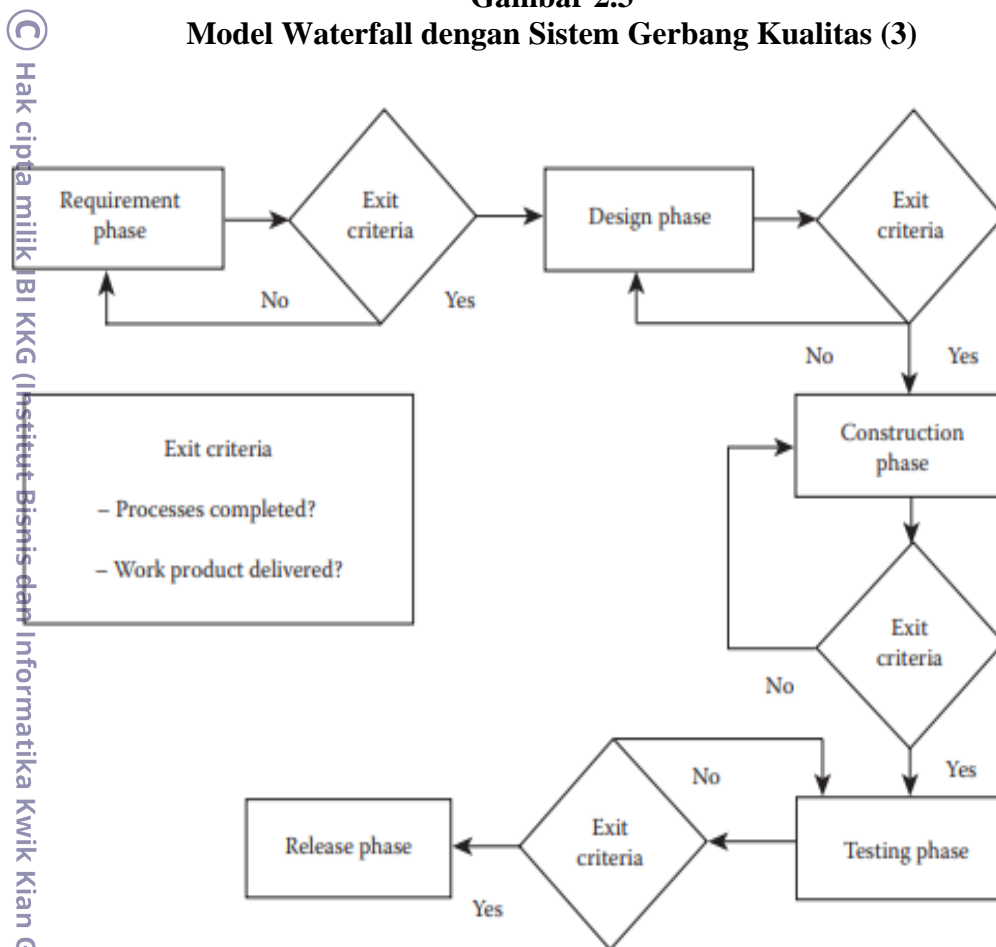 Gambar 2.3
Model Waterfall dengan Sistem Gerbang Kualitas (3)
© Hak cipta milik IBI KKG (Institut Bisnis dan Informatika Kwik Kian
Requirement
phase
Exit
criteria
Design phase
Exit
criteria
No
Yes
No
Yes
Exit criteria
– Processes completed?
– Work product delivered?
Construction
phase
Exit
criteria
No
Yes
No
Release phase
Exit
criteria
Testing phase
Yes